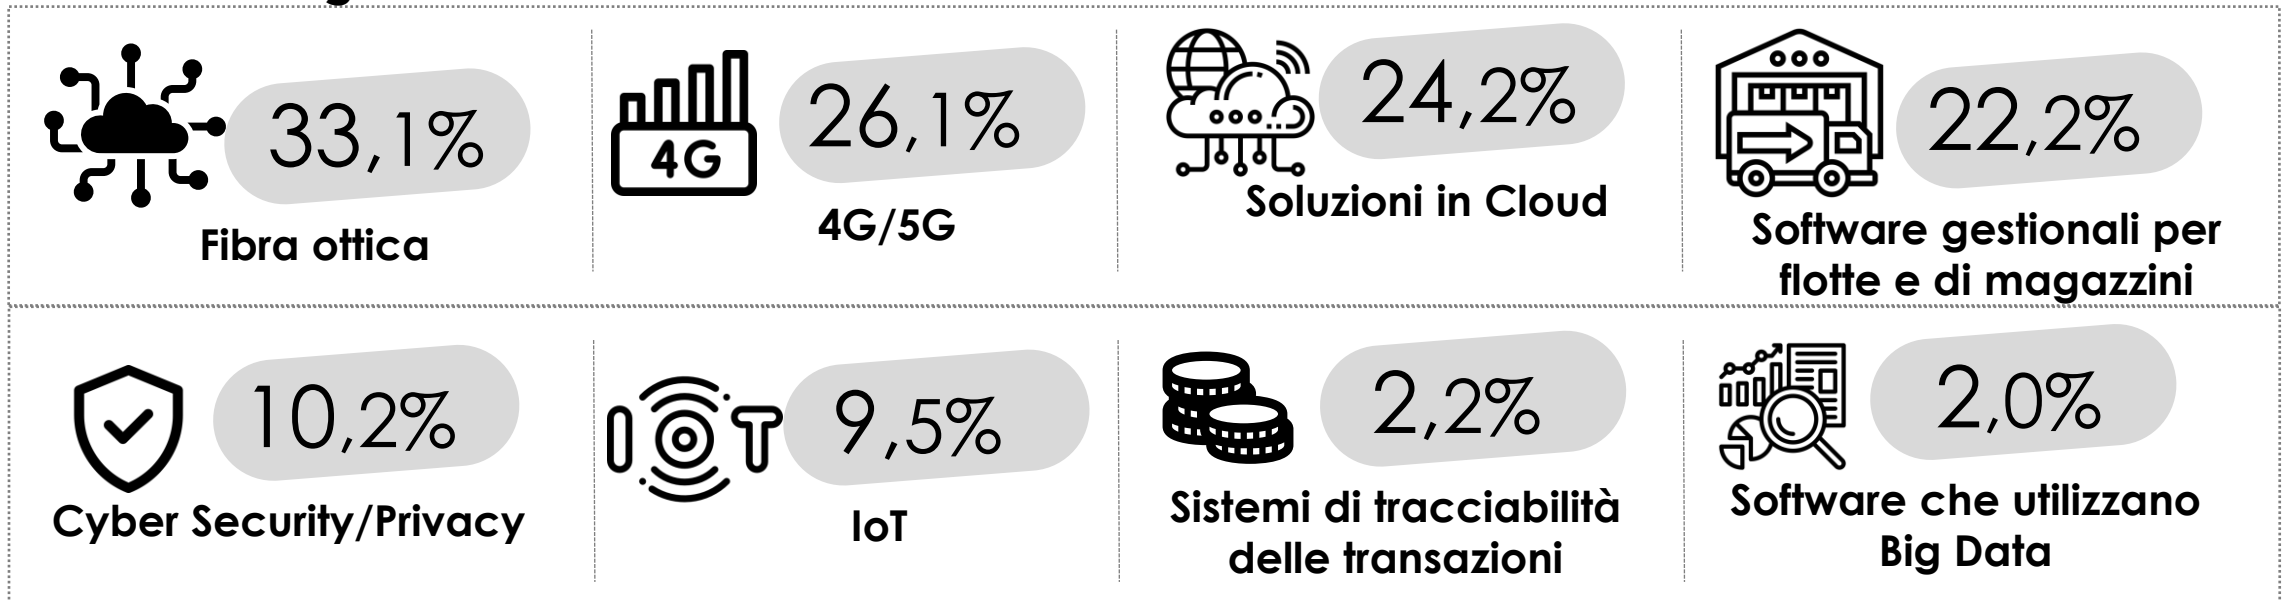 33,1%
Fibra ottica
4G
26,1%
4G/5G
24,2%
Soluzioni in Cloud
22,2%
Software gestionali per
flotte e di magazzini
10,2%
Cyber Security/Privacy
IOT
9,5%
IoT
2,2%
Sistemi di tracciabilità
delle transazioni
2,0%
Software che utilizzano
Big Data